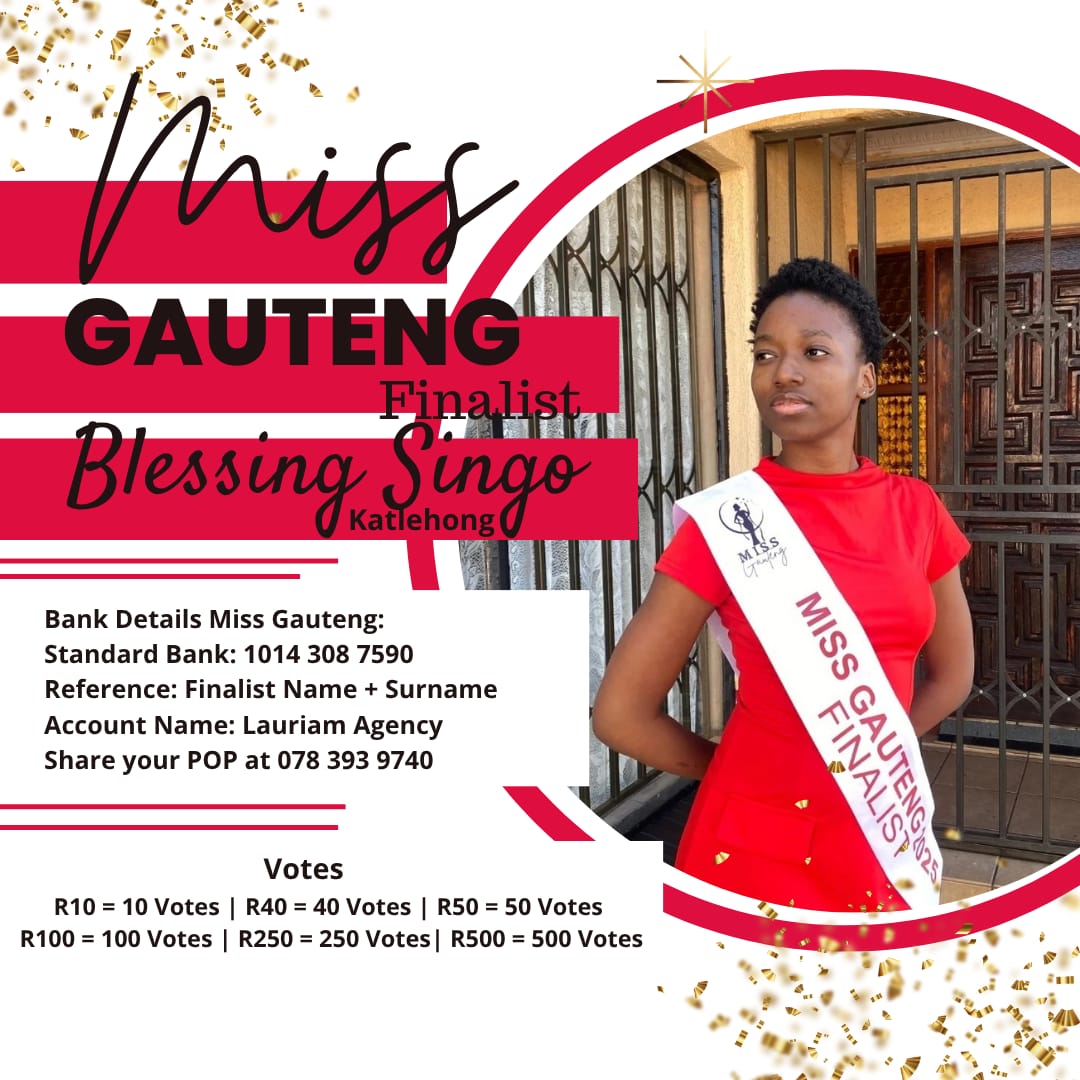 Miss
GAUTENG
Finalist
Blessing Singo
Katlehong
Bank Details Miss Gauteng:
Standard Bank: 1014 308 7590
Reference: Finalist Name + Surname
Account Name: Lauriam Agency
Share your POP at 078 393 9740
Votes
R10 = 10 Votes | R40 = 40 Votes | R50 = 50 Votes
R100 = 100 Votes | R250 = 250 Votes| R500 = 500 Votes
MISS
Gauteng
MISS GAUTENG 2025
FINALIST